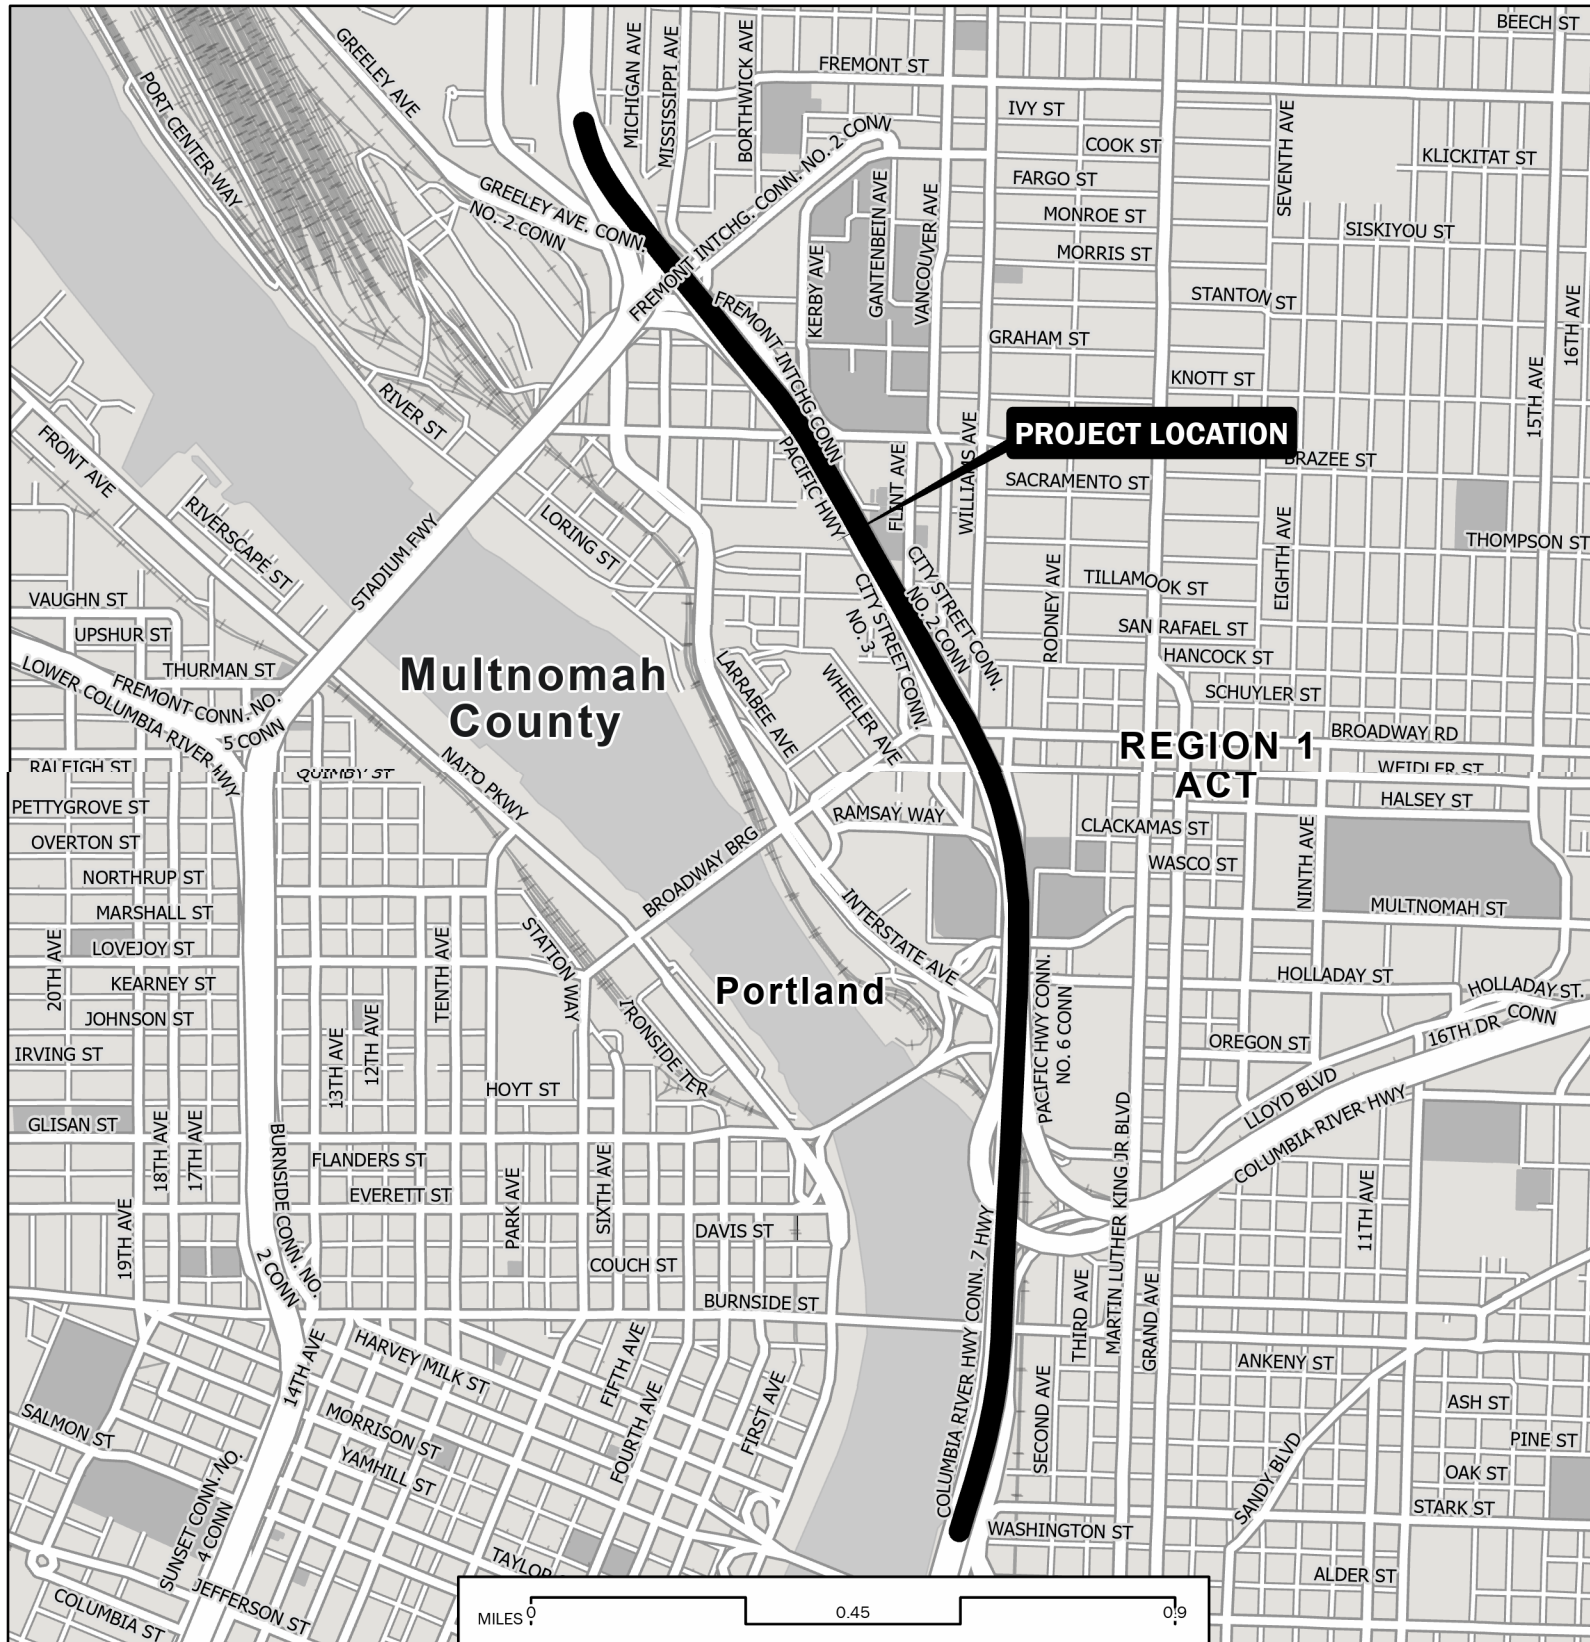 BEECH ST
GREELEY AVE
MICHIGAN AVE
MISSISSIPPI AVE
BORTHWICK AVE
FREMONT ST
PORT CENTER WAY
IVY ST
SEVENTH AVE
COOK ST
KLICKITAT ST
FREMONT INTCHG. CONN. NO. 2 CONN
FARGO ST
GREELEY AVE. CONN.
NO. 2 CONN
GANTENBEIN AVE
VANCOUVER AVE
MONROE ST
SISKIYOU ST
MORRIS ST
KERBY AVE
STANTON ST
16TH AVE
FREMONT INTCHG CONN
GRAHAM ST
KNOTT ST
15TH AVE
RIVER ST
PROJECT LOCATION
FRONT AVE
PACIFIC HWY
FLINT AVE
WILLIAMS AVE
BRAZEE ST
SACRAMENTO ST
RIVERSCAPE ST
LORING ST
EIGHTH AVE
THOMPSON ST
STADIUM FWY
CITY STREET CONN.
NO. 2 CONN
CITY STREET CONN.
NO. 3
RODNEY AVE
TILLAMOOK ST
VAUGHN ST
UPSHUR ST
SAN RAFAEL ST
THURMAN ST
HANCOCK ST
LOWER COLUMBIA RIVER HWY
FREMONT CONN. NO.
5 CONN
Multnomah
County
LARRABEE AVE
WHEELER AVE
SCHUYLER ST
BROADWAY RD
REGION 1
ACT
RALEIGH ST
QUIMBY ST
NAITO PKWY
WEIDLER ST
PETTYGROVE ST
HALSEY ST
OVERTON ST
RAMSAY WAY
CLACKAMAS ST
NINTH AVE
BROADWAY BRG
WASCO ST
NORTHRUP ST
MARSHALL ST
INTERSTATE AVE
MULTNOMAH ST
20TH AVE
LOVEJOY ST
TENTH AVE
STATION WAY
KEARNEY ST
Portland
HOLLADAY ST
HOLLADAY ST.
CONN
JOHNSON ST
13TH AVE
12TH AVE
IRONSIDE TER
PACIFIC HWY CONN.
NO. 6 CONN
16TH DR
IRVING ST
OREGON ST
HOYT ST
LLOYD BLVD
GLISAN ST
18TH AVE
17TH AVE
BURNSIDE CONN. NO.
2 CONN
FLANDERS ST
COLUMBIA RIVER HWY
EVERETT ST
PARK AVE
SIXTH AVE
19TH AVE
DAVIS ST
11TH AVE
COUCH ST
COLUMBIA RIVER HWY CONN. 7 HWY
MARTIN LUTHER KING JR BLVD
BURNSIDE ST
THIRD AVE
GRAND AVE
14TH AVE
HARVEY MILK ST
FIFTH AVE
ANKENY ST
SECOND AVE
FOURTH AVE
FIRST AVE
ASH ST
SALMON ST
MORRISON ST
PINE ST
YAMHILL ST
OAK ST
SANDY BLVD
SUNSET CONN. NO.
4 CONN
STARK ST
WASHINGTON ST
TAYLOR
ALDER ST
JEFFERSON ST
COLUMBIA ST
MILES 0 0.45 0.9